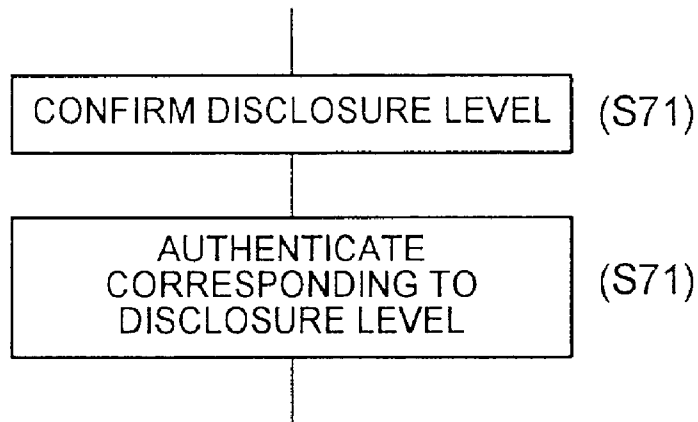 CONFIRM DISCLOSURE LEVEL (S71)
AUTHENTICATE
CORRESPONDING TO (S71)
DISCLOSURE LEVEL